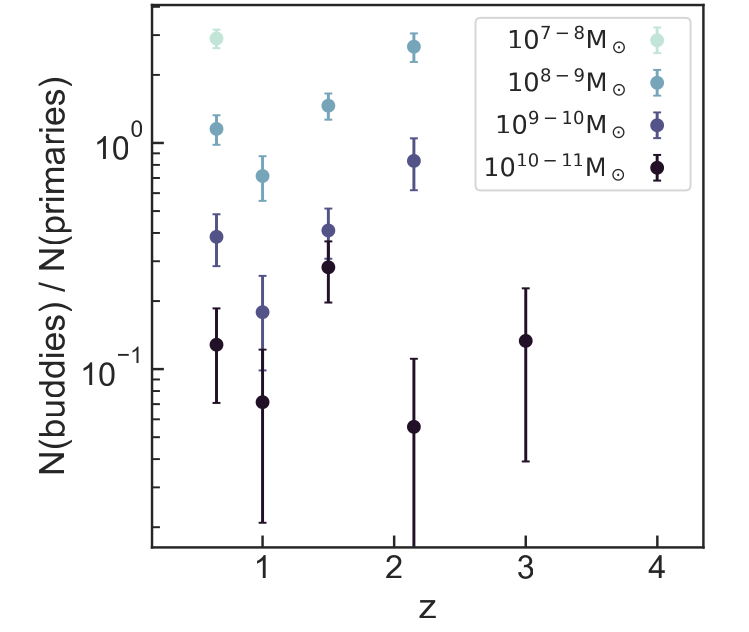 10⁷⁻⁸M⊙
10⁸⁻⁹M⊙
10⁹⁻¹⁰M⊙
10¹⁰⁻¹¹M⊙
N(buddies) / N(primaries)
10⁰
10⁻¹
1 2 3 4
z